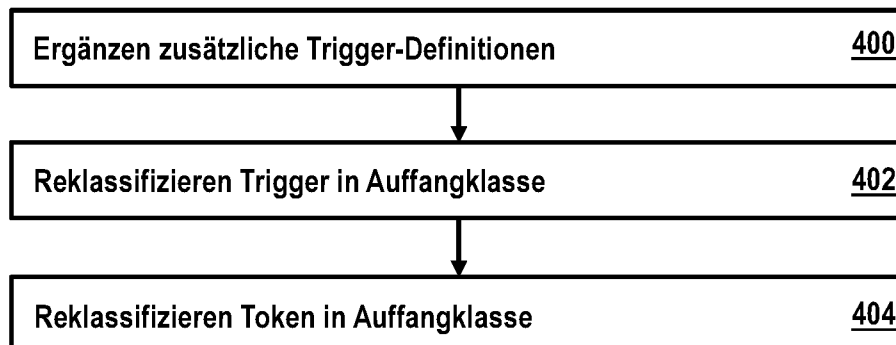 Ergänzen zusätzliche Trigger-Definitionen 400
Reklassifizieren Trigger in Auffangklasse 402
Reklassifizieren Token in Auffangklasse 404